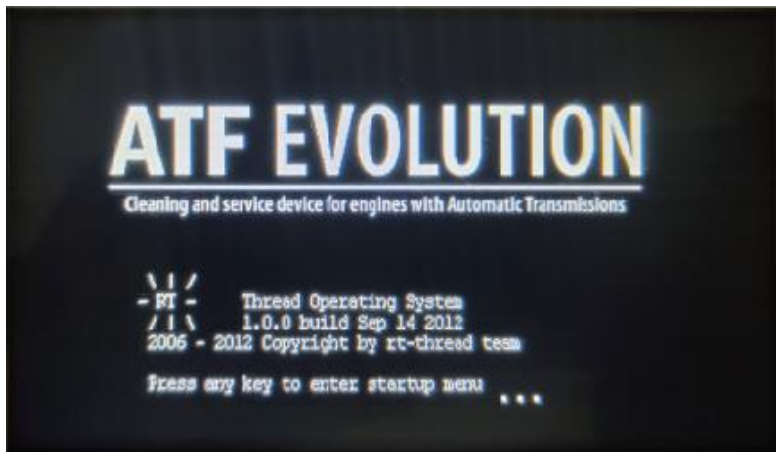 ATF EVOLUTION
Cleaning and service device for engines with Automatic Transmissions
\ | /
- RT - Thread Operating System
/ | \ 1.0.0 build Sep 14 2012
2006 - 2012 Copyright by rt-thread team
Press any key to enter startup menu ...